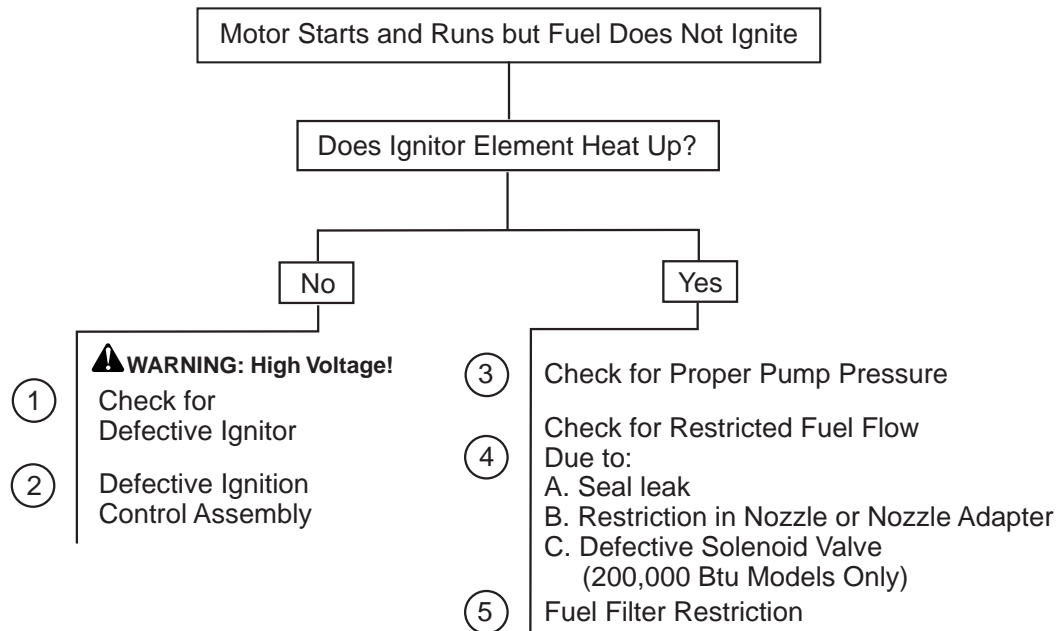 Motor Starts and Runs but Fuel Does Not Ignite
Does Ignitor Element Heat Up?
No
Yes
WARNING: High Voltage!
1
Check for
Defective Ignitor
2
Defective Ignition
Control Assembly
3
Check for Proper Pump Pressure
4
Check for Restricted Fuel Flow
Due to:
A. Seal leak
B. Restriction in Nozzle or Nozzle Adapter
C. Defective Solenoid Valve
(200,000 Btu Models Only)
5
Fuel Filter Restriction